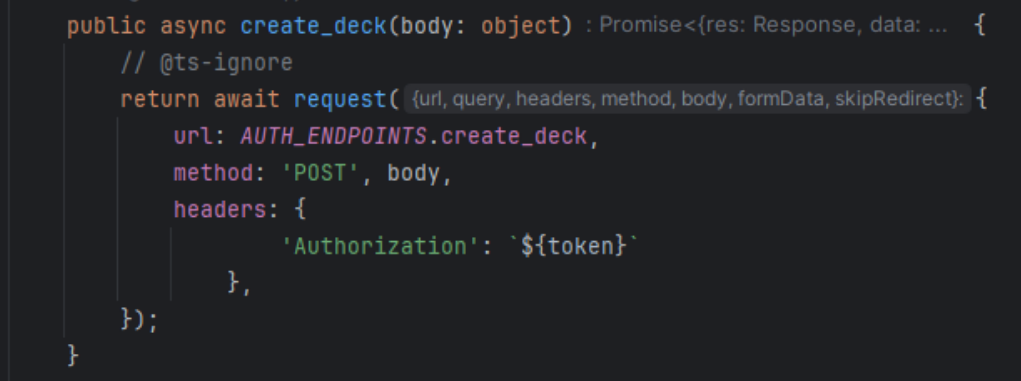 public async create_deck(body: object) : Promise<{res: Response, data: ... {
// @ts-ignore
return await request( {url, query, headers, method, body, formData, skipRedirect}: {
url: AUTH_ENDPOINTS.create_deck,
method: 'POST', body,
headers: {
'Authorization': `${token}`
},
});
}